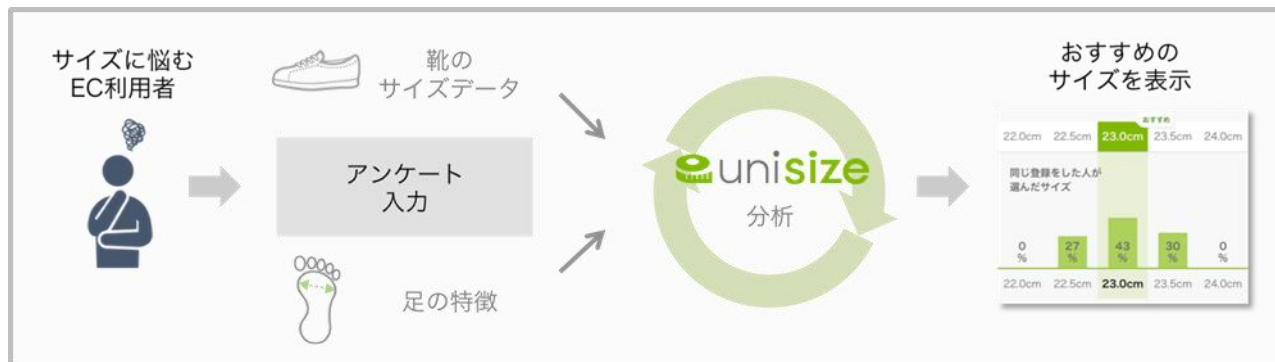 サイズに悩む
EC利用者
靴の
サイズデータ
アンケート
入力
足の特徴
unisize
分析
おすすめの
サイズを表示
おすすめ
22.0cm 22.5cm 23.0cm 23.5cm 24.0cm
同じ登録をした人が
選んだサイズ
0 27 43 30 0
% % % % %
22.0cm 22.5cm 23.0cm 23.5cm 24.0cm